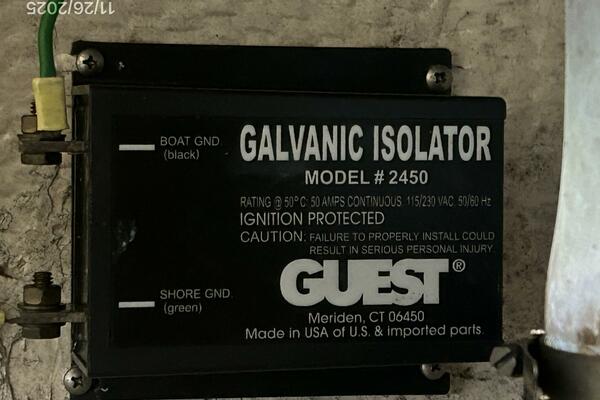 11/26/2025
BOAT GND.
(black)
GALVANIC ISOLATOR
MODEL # 2450
RATING @ 50°C: 50 AMPS CONTINUOUS 115/230 VAC, 50/60 Hz
IGNITION PROTECTED
CAUTION: FAILURE TO PROPERLY INSTALL COULD
RESULT IN SERIOUS PERSONAL INJURY.
GUEST®
SHORE GND.
(green)
Meriden, CT 06450
Made in USA of U.S. & imported parts.